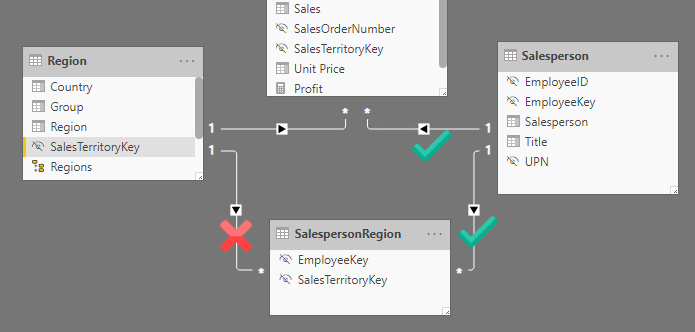 Sales
SalesOrderNumber
SalesTerritoryKey
Unit Price
Profit
Region
Country
Group
Region
SalesTerritoryKey
Regions
Salesperson
EmployeeID
EmployeeKey
Salesperson
Title
UPN
* *
1 1
1 1
SalespersonRegion
EmployeeKey
SalesTerritoryKey
* *